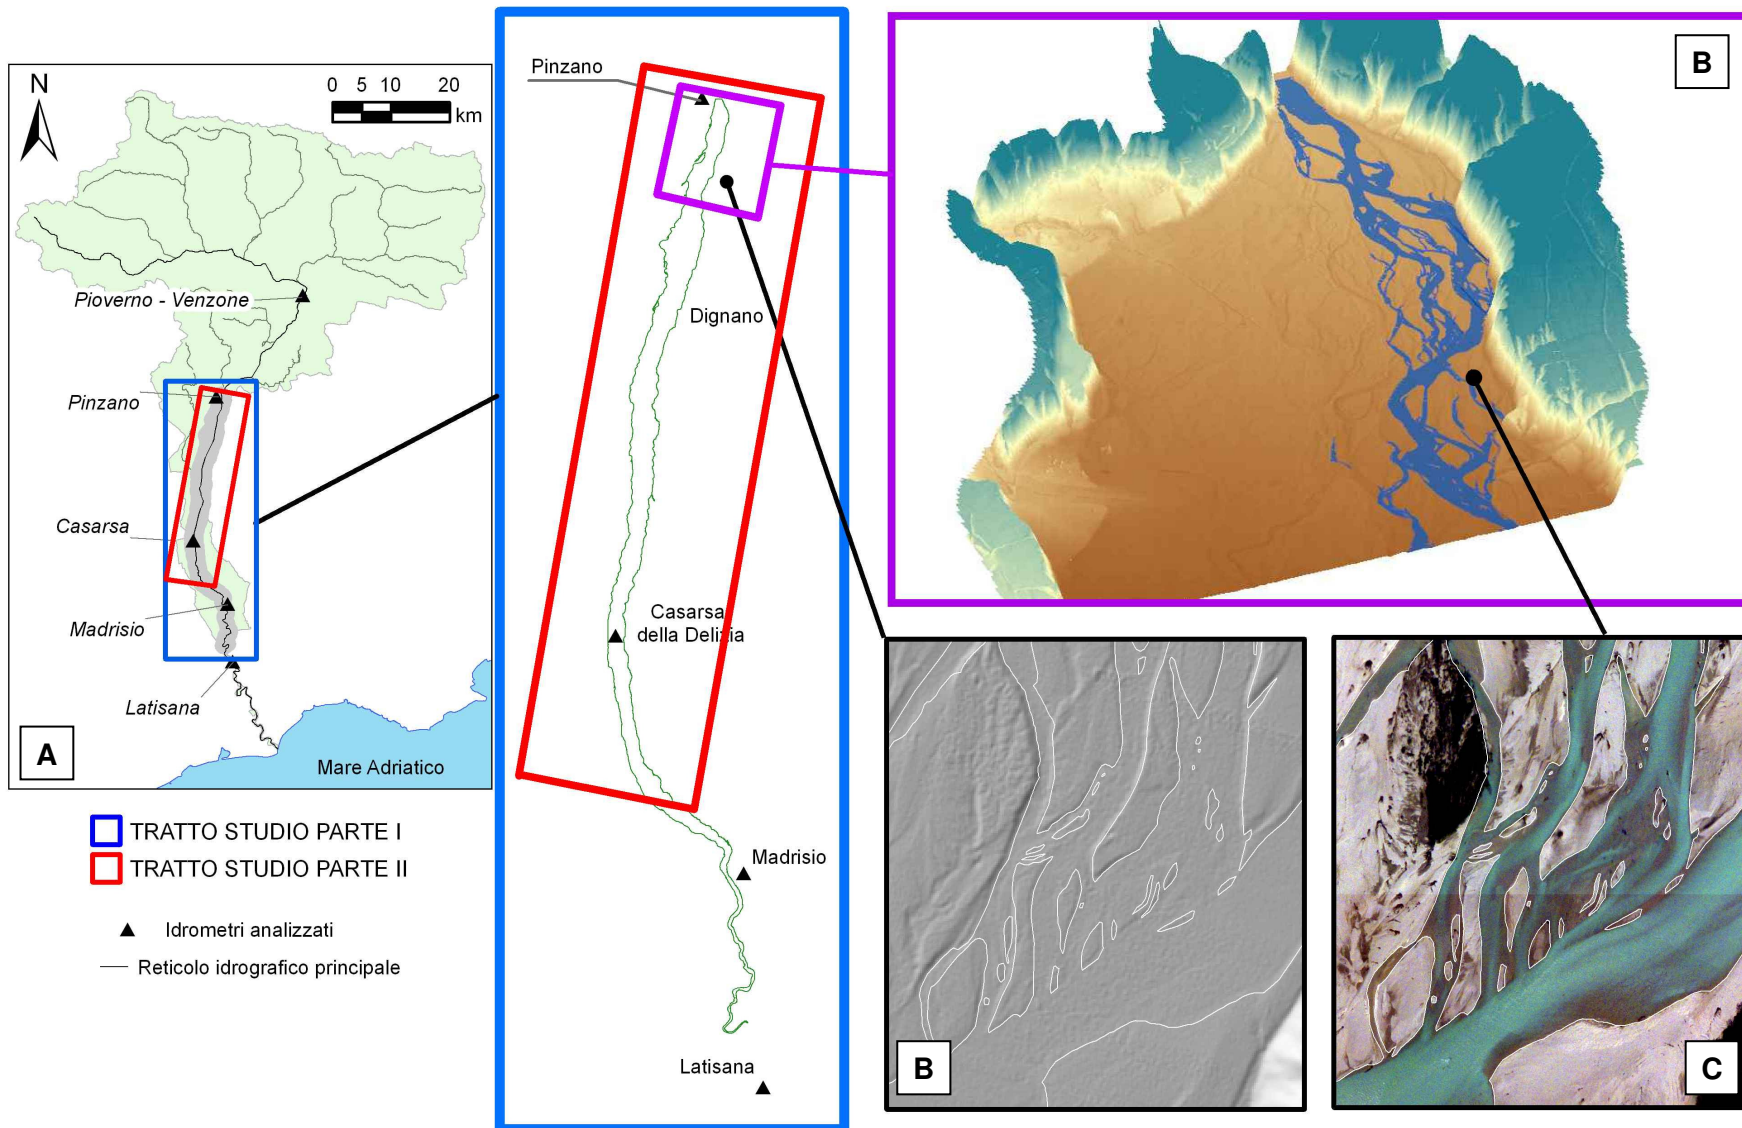 N
0 5 10 20
km
Pioverno - Venzone
Pinzano
Casarsa
Madrisio
Latisana
Mare Adriatico
A
TRATTO STUDIO PARTE I
TRATTO STUDIO PARTE II
Idrometri analizzati
Reticolo idrografico principale
Pinzano
Dignano
Casarsa
della Delizia
Madrisio
Latisana
B
B
C